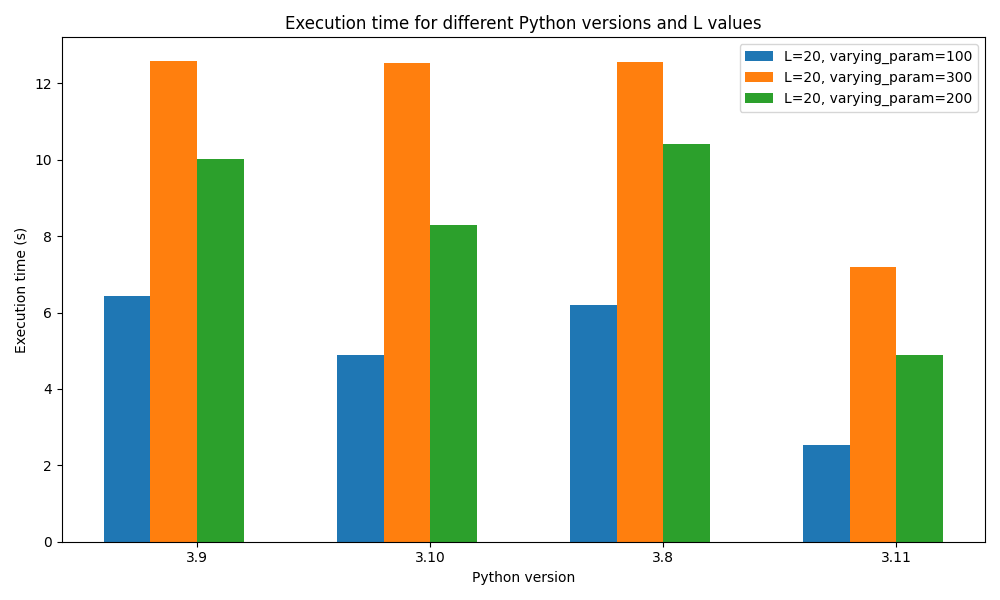 Execution time for different Python versions and L values
L=20, varying_param=100
L=20, varying_param=300
L=20, varying_param=200
Execution time (s)
12
10
8
6
4
2
0
3.9
3.10
3.8
3.11
Python version